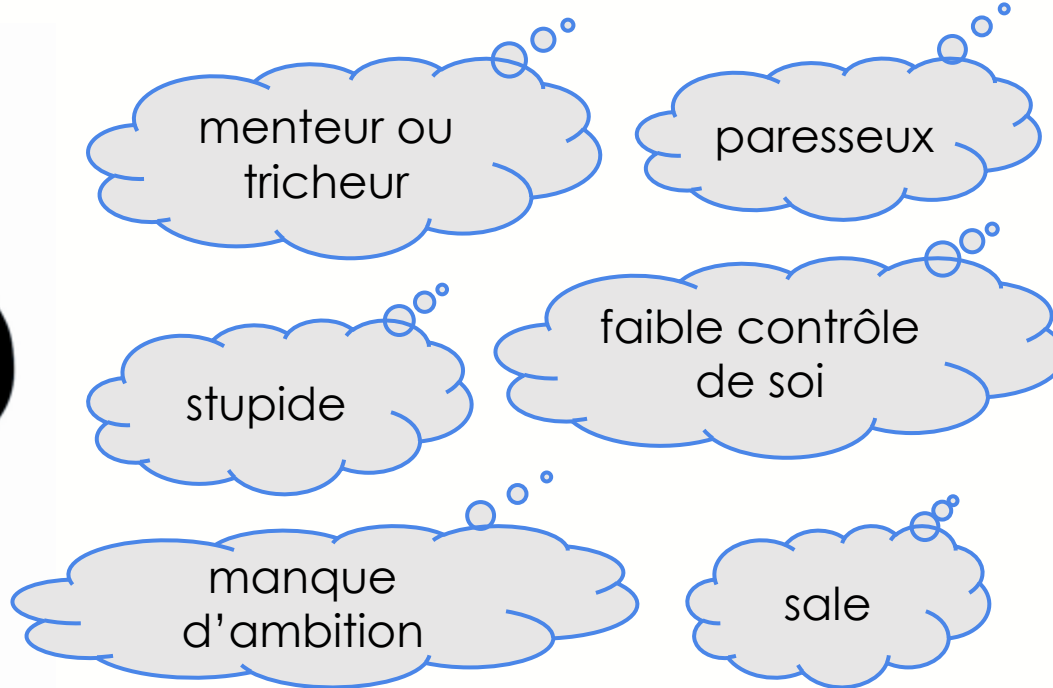 menteur ou
tricheur
paresseux
faible contrôle
de soi
stupide
manque
d’ambition
sale